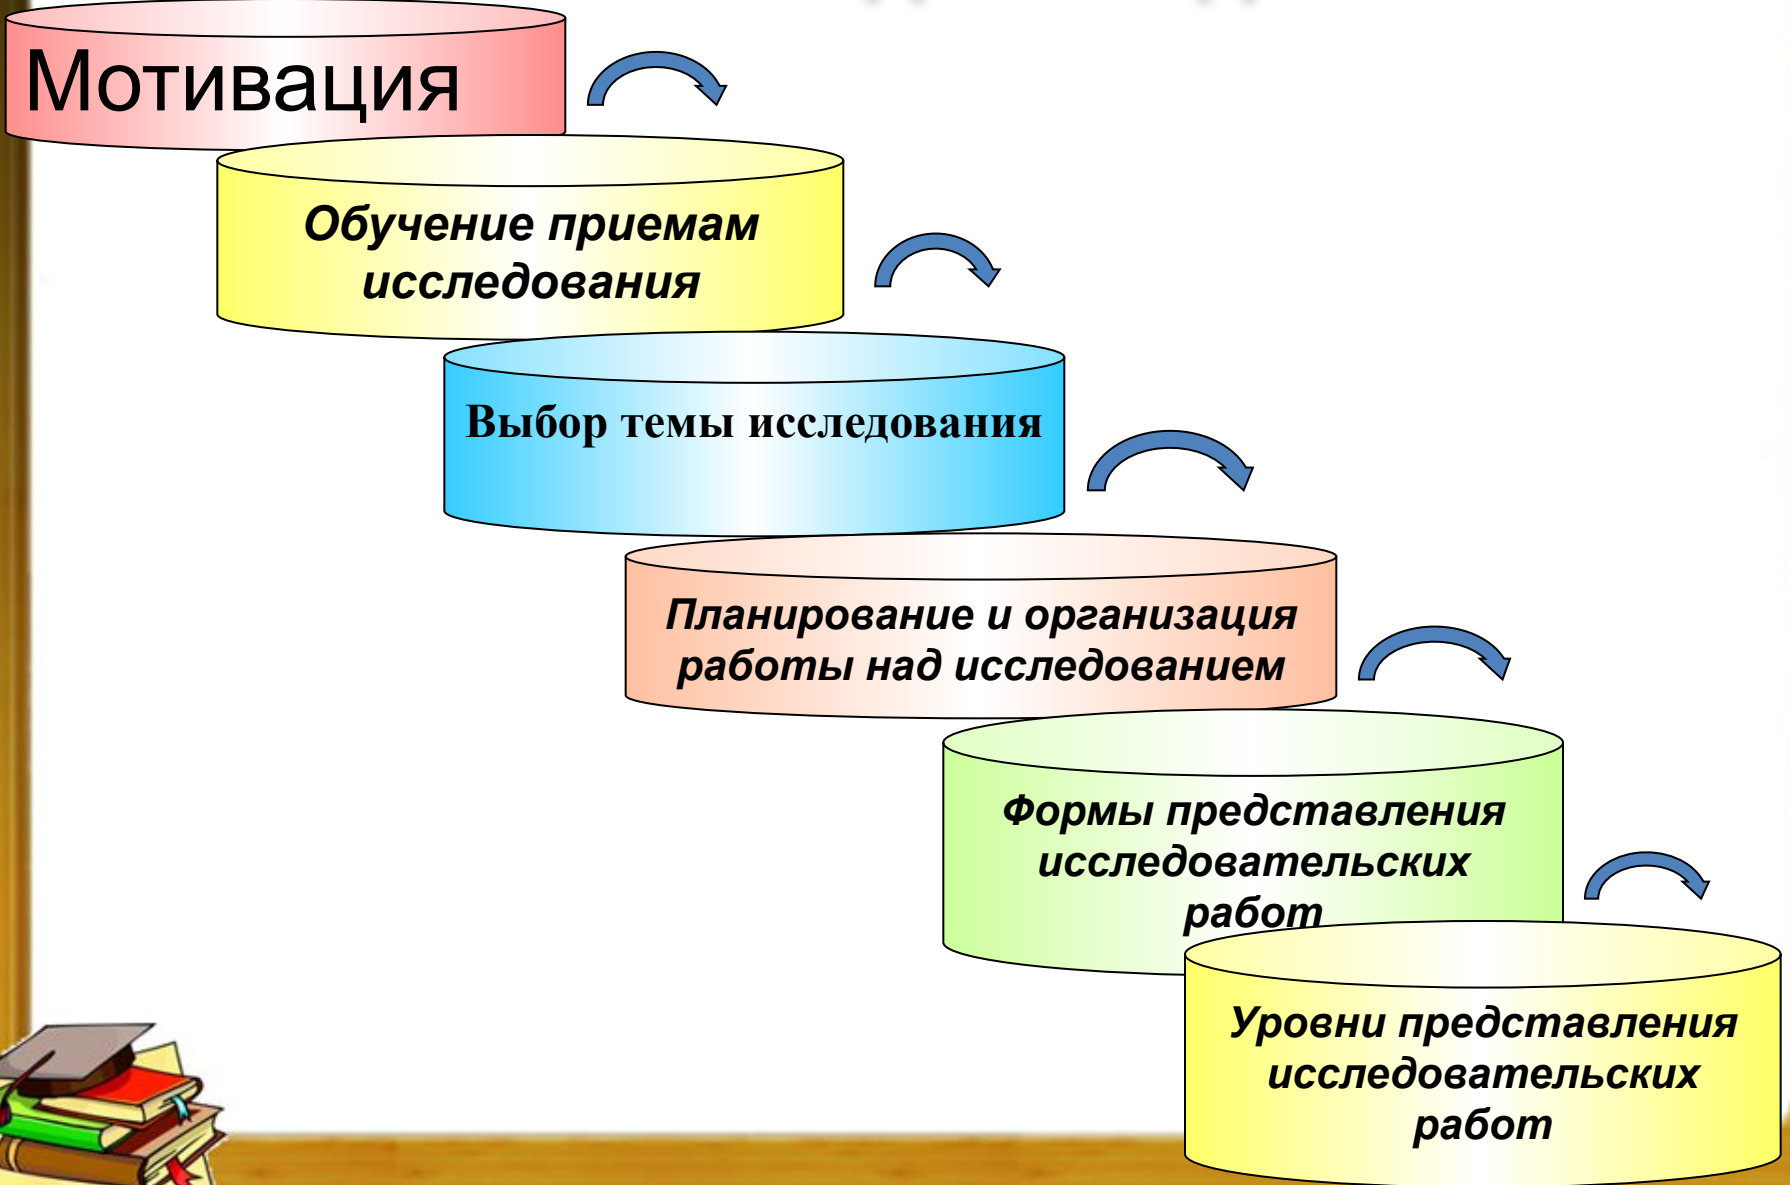 Мотивация
Обучение приемам
исследования
Выбор темы исследования
Планирование и организация
работы над исследованием
Формы представления
исследовательских
работ
Уровни представления
исследовательских
работ